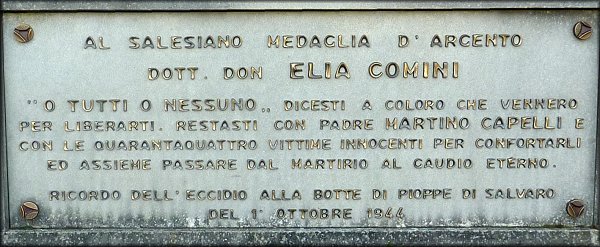 AL SALESIANO MEDAGLIA D'ARGENTO
DOTT. DON ELIA COMINI
"O TUTTI O NESSUNO„ DICESTI A COLORO CHE VENNERO
PER LIBERARTI. RESTASTI CON PADRE MARTINO CAPELLI E
CON LE QUARANTAQUATTRO VITTIME INNOCENTI PER CONFORTARLI
ED ASSIEME PASSARE DAL MARTIRIO AL GAUDIO ETERNO.
RICORDO DELL'ECCIDIO ALLA BOTTE DI PIOPPE DI SALVARO
DEL 1° OTTOBRE 1944